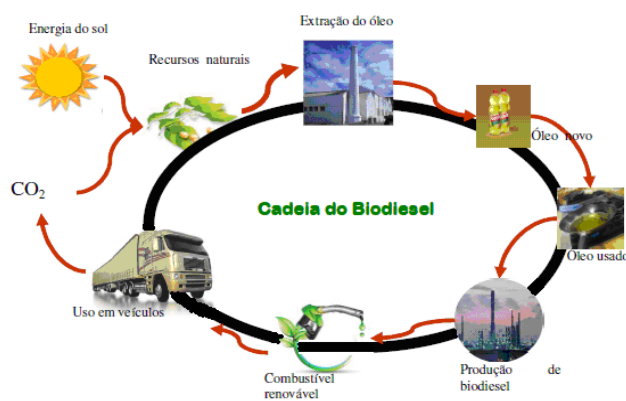 Energia do sol
Extração do óleo
Recursos naturais
Óleo novo
CO₂
Cadeia do Biodiesel
Óleo usado
Uso em veículos
Produção de
biodiesel
Combustível
renovável